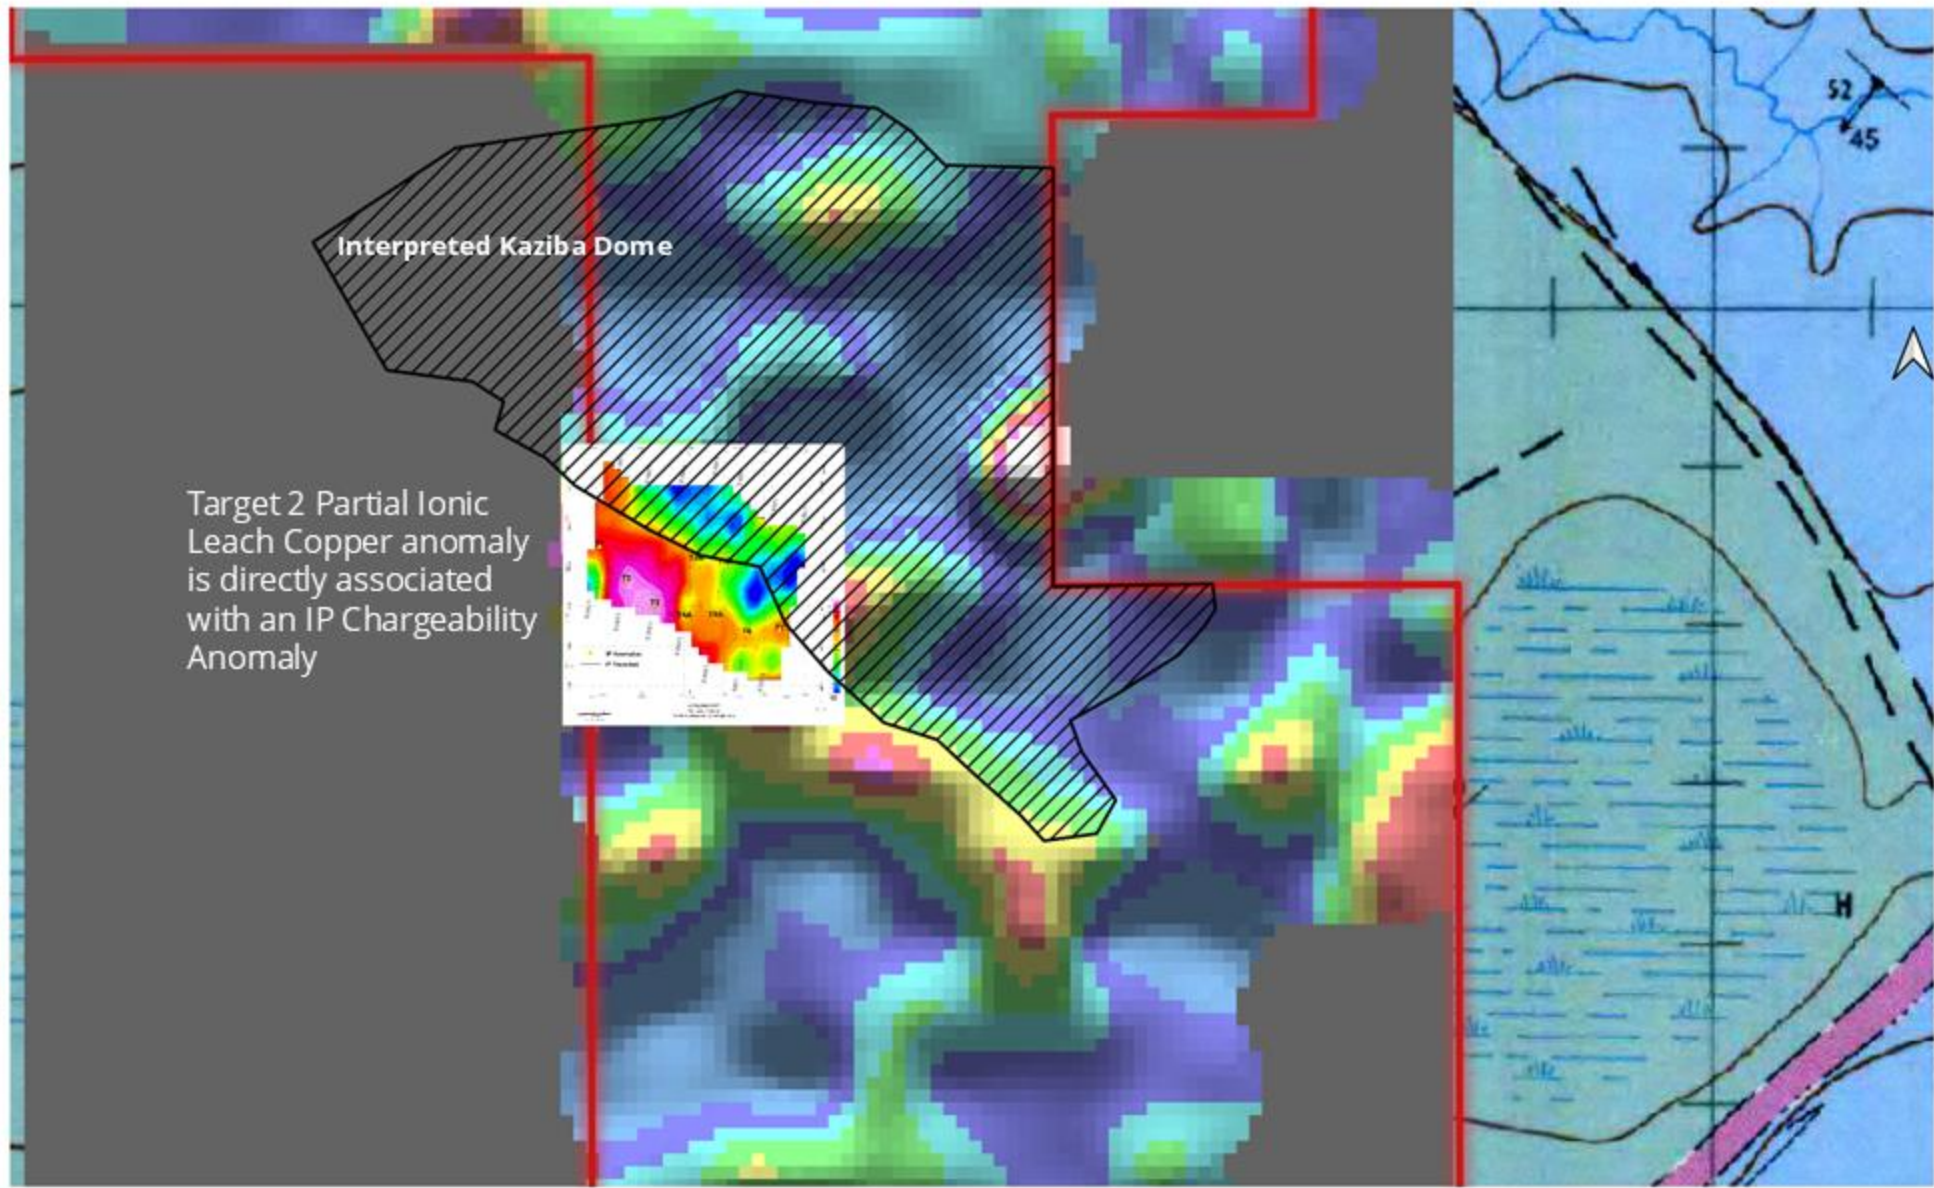 52
45
Interpreted Kaziba Dome
Target 2 Partial Ionic
Leach Copper anomaly
is directly associated
with an IP Chargeability
Anomaly
H